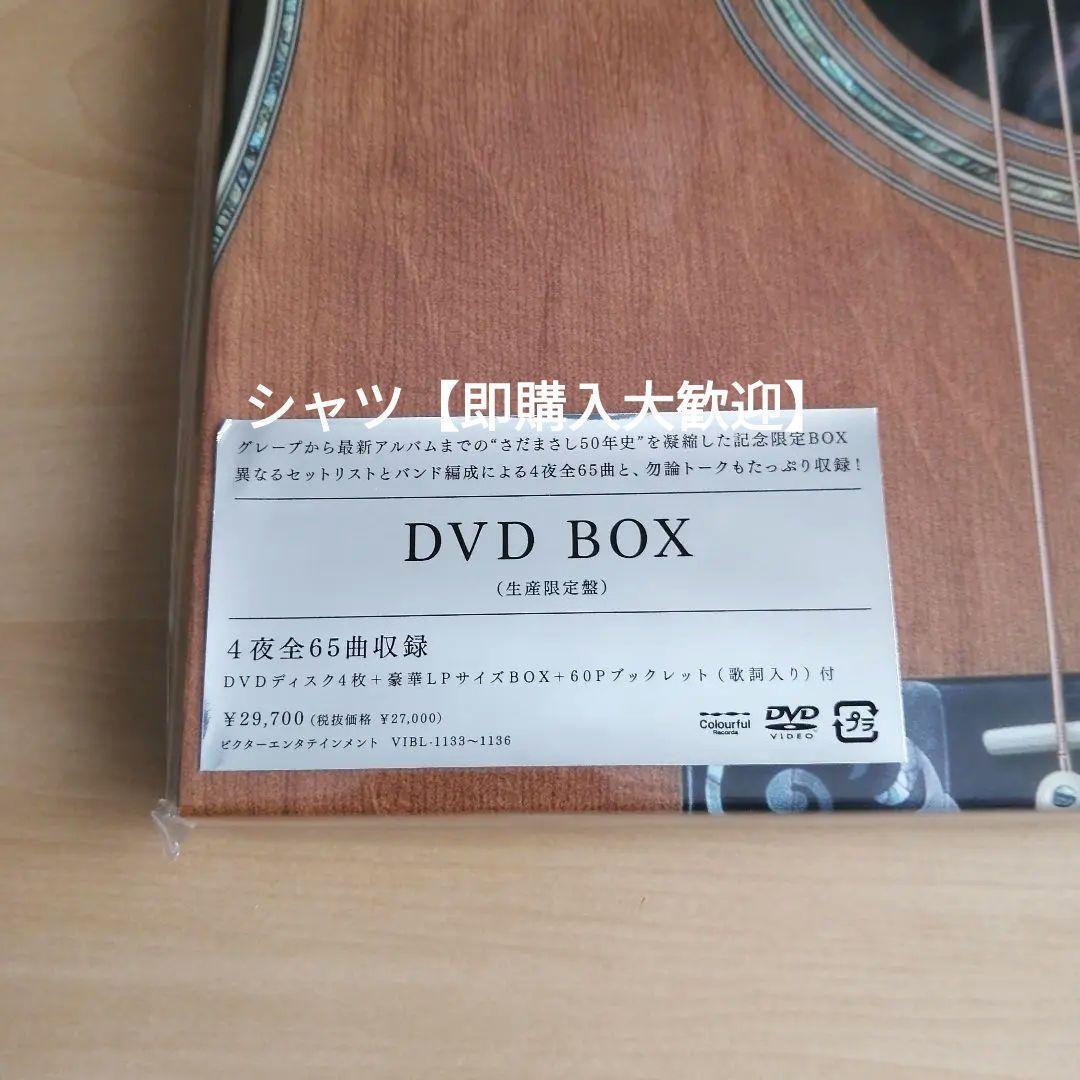 シャツ【即購入大歓迎】
グレープから最新アルバムまでの“さだまさし50年史”を凝縮した記念限定BOX
異なるセットリストとバンド編成による4夜全65曲と、勿論トークもたっぷり収録!
DVD BOX
(生産限定盤)
4夜全65曲収録
DVDディスク4枚+豪華LPサイズBOX+60Pブックレット(歌詞入り)付
¥29,700(税抜価格 ¥27,000)
ビクターエンタテインメント VIBL-1133〜1136
Colourful
Records
DVD
VIDEO
プラ